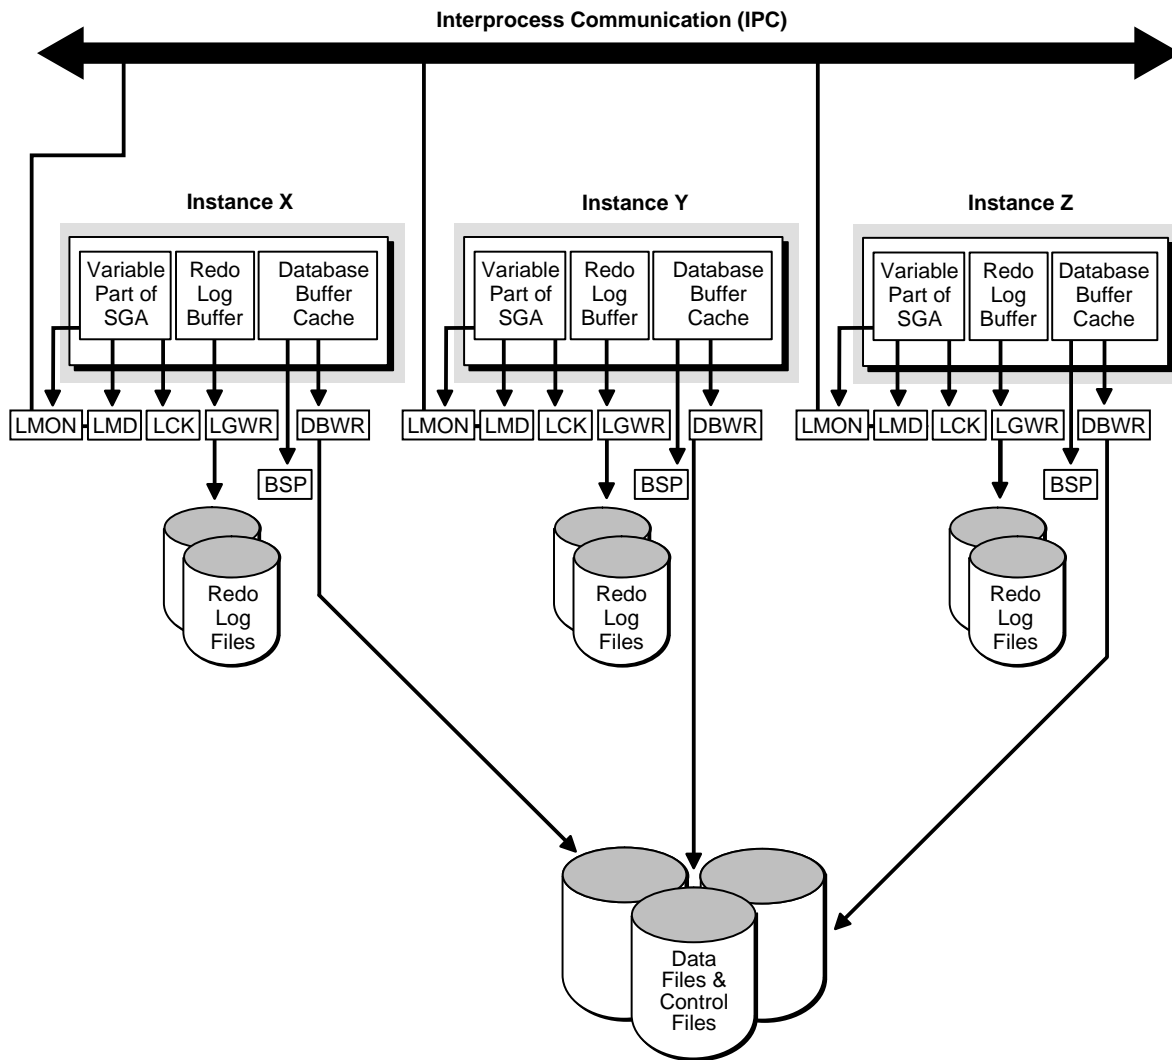 Interprocess Communication (IPC)
Instance X
Instance Y
Instance Z
Variable
Part of
SGA
Redo
Log
Buffer
Database
Buffer
Cache
Variable
Part of
SGA
Redo
Log
Buffer
Database
Buffer
Cache
Variable
Part of
SGA
Redo
Log
Buffer
Database
Buffer
Cache
LMON LMD LCK LGWR DBWR
LMON LMD LCK LGWR DBWR
LMON LMD LCK LGWR DBWR
BSP
BSP
BSP
Redo
Log
Files
Redo
Log
Files
Redo
Log
Files
Data
Files &
Control
Files